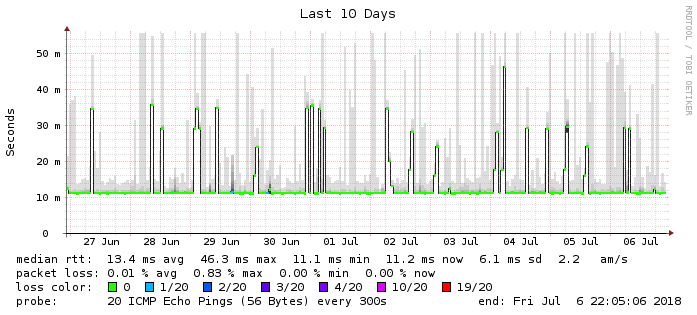 Last 10 Days
RRDTOOL / TOBI OETIKER
Seconds
50 m
40 m
30 m
20 m
10 m
0
27 Jun 28 Jun 29 Jun 30 Jun 01 Jul 02 Jul 03 Jul 04 Jul 05 Jul 06 Jul
median rtt: 13.4 ms avg 46.3 ms max 11.1 ms min 11.2 ms now 6.1 ms sd 2.2 am/s
packet loss: 0.01 % avg 0.83 % max 0.00 % min 0.00 % now
loss color: 0 1/20 2/20 3/20 4/20 10/20 19/20
probe: 20 ICMP Echo Pings (56 Bytes) every 300s end: Fri Jul 6 22:05:06 2018